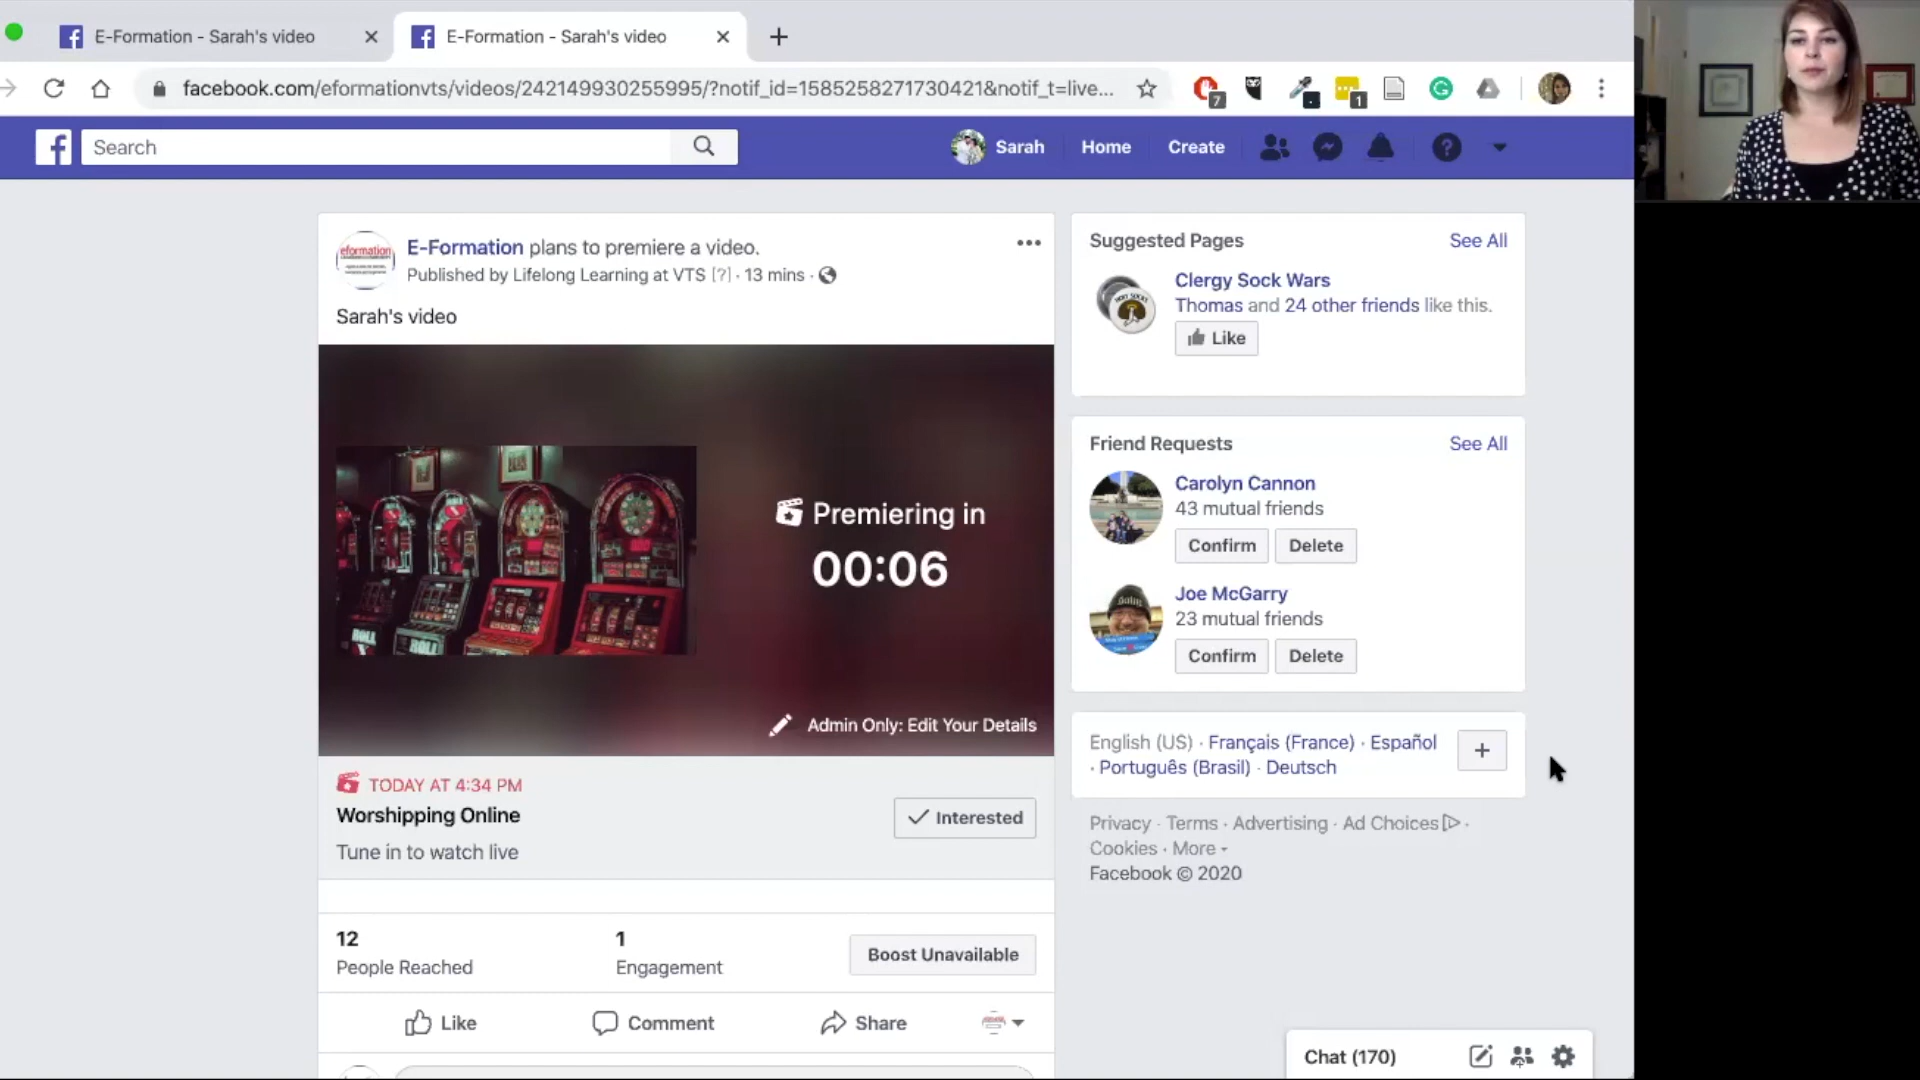 E-Formation - Sarah's video
E-Formation - Sarah's video
facebook.com/eformationvts/videos/242149930255995/?notif_id=1585258271730421&notif_t=live...
7
1
Search
Sarah
Home
Create
E-Formation plans to premiere a video.
Published by Lifelong Learning at VTS [?] · 13 mins ·
eformation
Sarah's video
Premiering in
00:06
Admin Only: Edit Your Details
ROLL
TODAY AT 4:34 PM
Worshipping Online
Interested
Tune in to watch live
12
1
Boost Unavailable
People Reached
Engagement
Like
Comment
Share
Suggested Pages
See All
Clergy Sock Wars
Thomas and 24 other friends like this.
Like
Friend Requests
See All
Carolyn Cannon
43 mutual friends
Confirm
Delete
Joe McGarry
23 mutual friends
Confirm
Delete
English (US) · Français (France) · Español
· Português (Brasil) · Deutsch
Privacy · Terms · Advertising · Ad Choices ·
Cookies · More
Facebook © 2020
Chat (170)